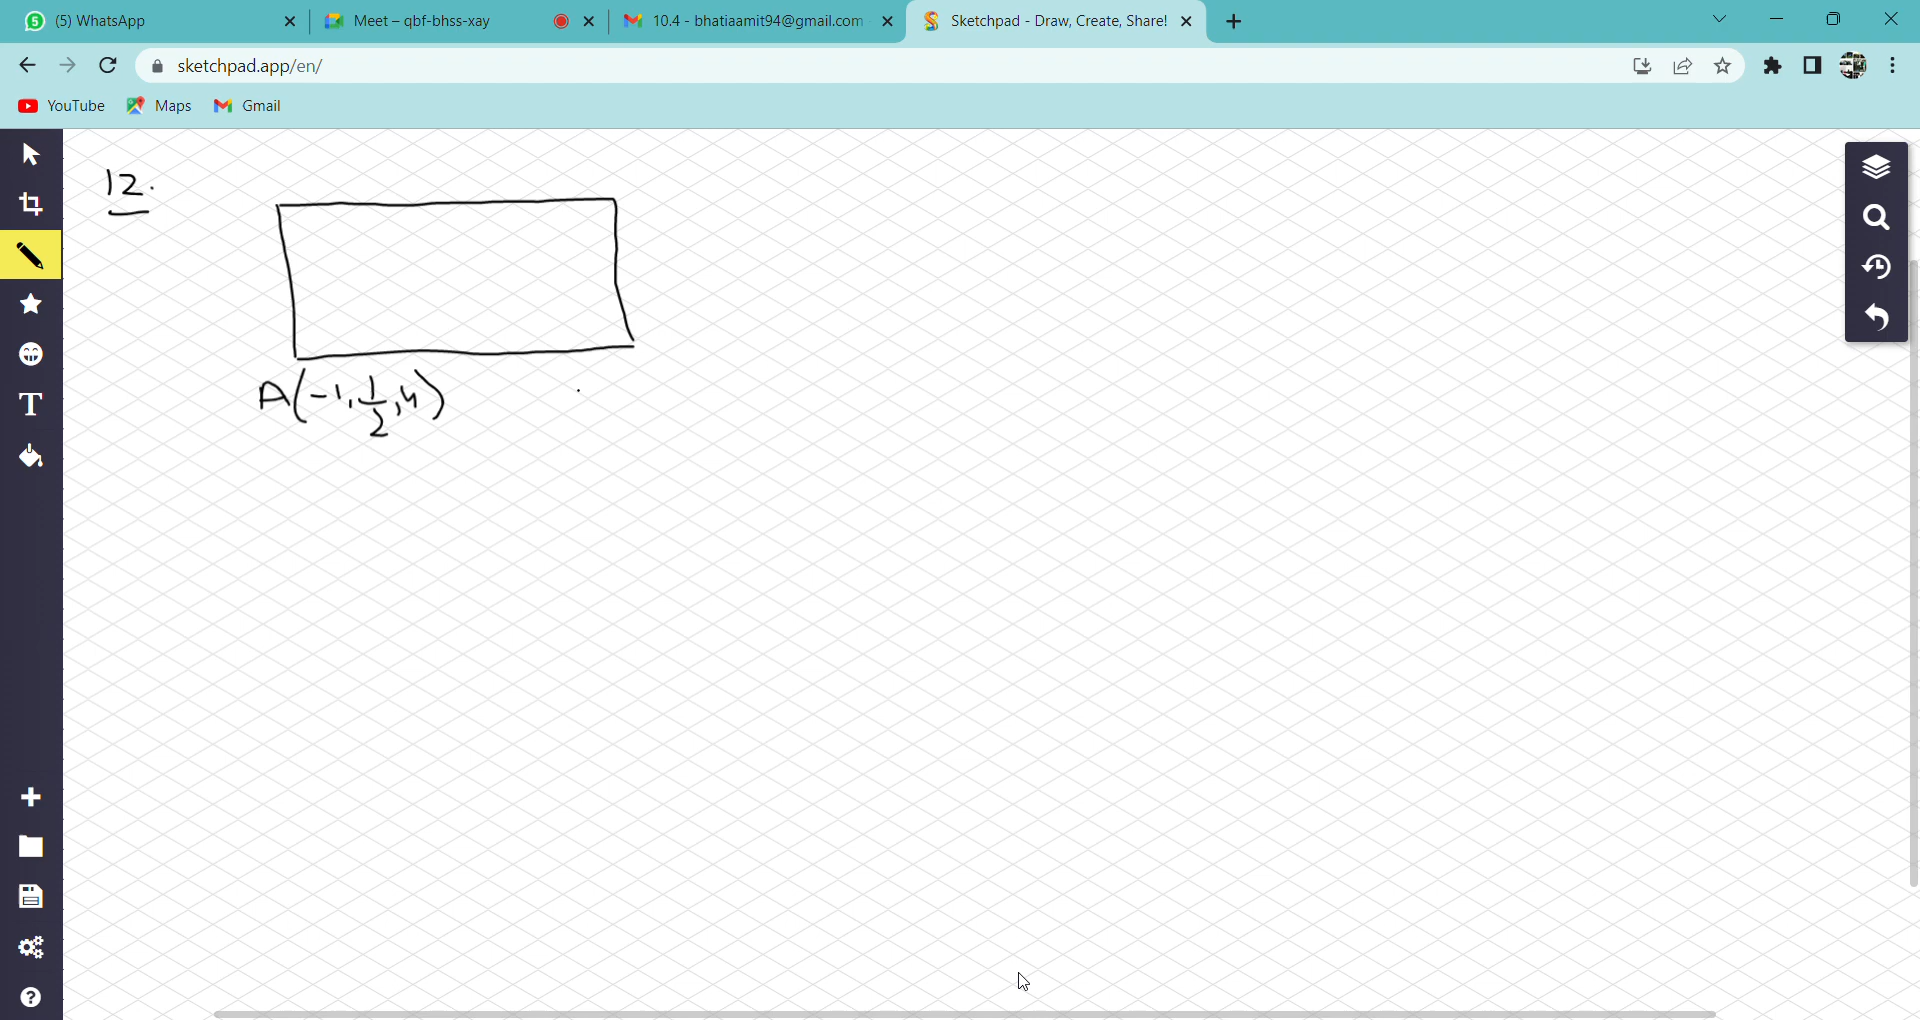 (5) WhatsApp
Meet – qbf-bhss-xay
10.4 - bhatiaamit94@gmail.com
Sketchpad - Draw, Create, Share!
sketchpad.app/en/
YouTube
Maps
Gmail
12.
A(-1, 1/2, 4)
T